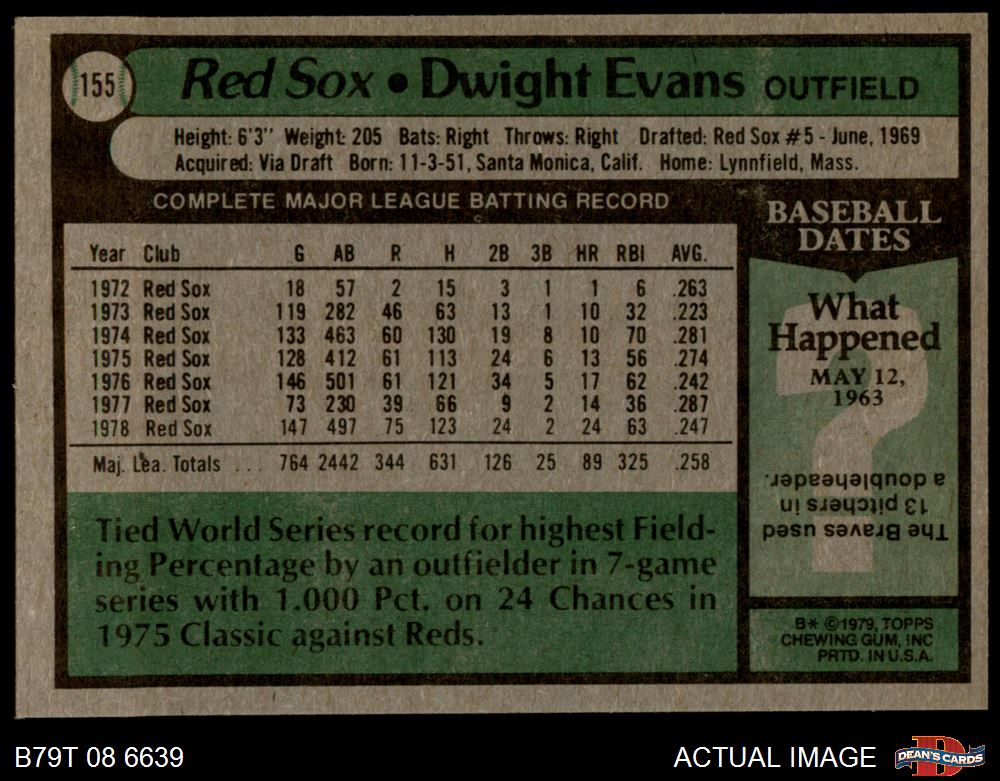 155
Red Sox • Dwight Evans OUTFIELD
Height: 6'3" Weight: 205 Bats: Right Throws: Right Drafted: Red Sox #5 - June, 1969
Acquired: Via Draft Born: 11-3-51, Santa Monica, Calif. Home: Lynnfield, Mass.
COMPLETE MAJOR LEAGUE BATTING RECORD
Year Club G AB R H 2B 3B HR RBI AVG.
1972 Red Sox 18 57 2 15 3 1 1 6 .263
1973 Red Sox 119 282 46 63 13 1 10 32 .223
1974 Red Sox 133 463 60 130 19 8 10 70 .281
1975 Red Sox 128 412 61 113 24 6 13 56 .274
1976 Red Sox 146 501 61 121 34 5 17 62 .242
1977 Red Sox 73 230 39 66 9 2 14 36 .287
1978 Red Sox 147 497 75 123 24 2 24 63 .247
Maj. Lea. Totals ... 764 2442 344 631 126 25 89 325 .258
Tied World Series record for highest Field-
ing Percentage by an outfielder in 7-game
series with 1.000 Pct. on 24 Chances in
1975 Classic against Reds.
BASEBALL
DATES
What
Happened
MAY 12,
1963
?
The Braves used
13 pitchers in
a doubleheader.
B* ©1979, TOPPS
CHEWING GUM, INC
PRTD. IN U.S.A.
B79T 08 6639
ACTUAL IMAGE
D
DEAN'S CARDS